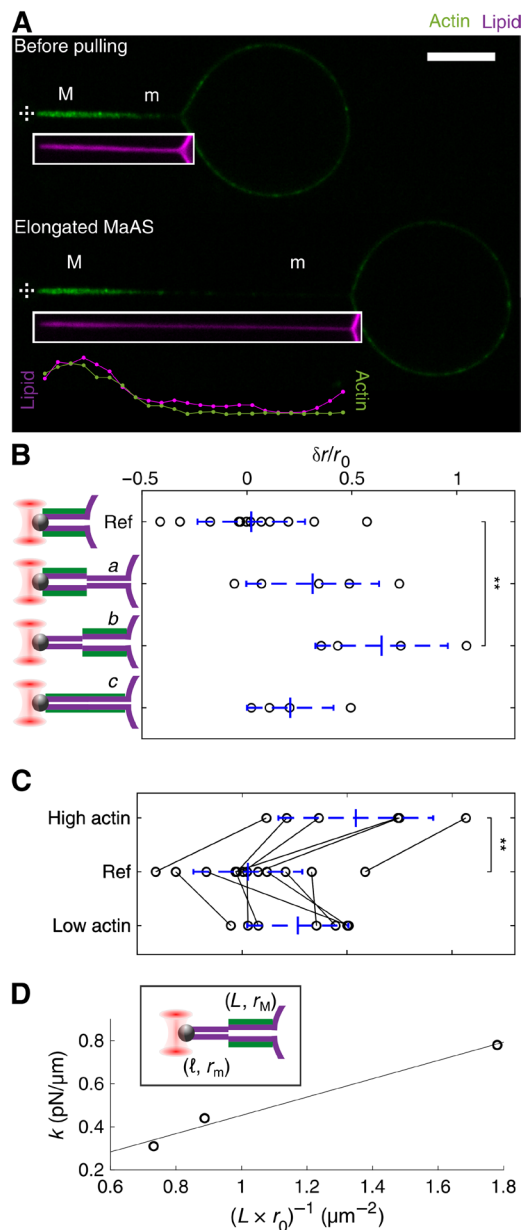 A
Actin Lipid
Before pulling
M m
Elongated MaAS
M m
Lipid
Actin
B
δr/r0
−0.5 0 0.5 1
Ref
a
b
c
**
C
High actin
Ref
Low actin
**
D
(L, rM)
(ℓ, rm)
k (pN/μm)
0.8
0.6
0.4
0.2
0.6 0.8 1 1.2 1.4 1.6 1.8
(L × r0)−1 (μm−2)